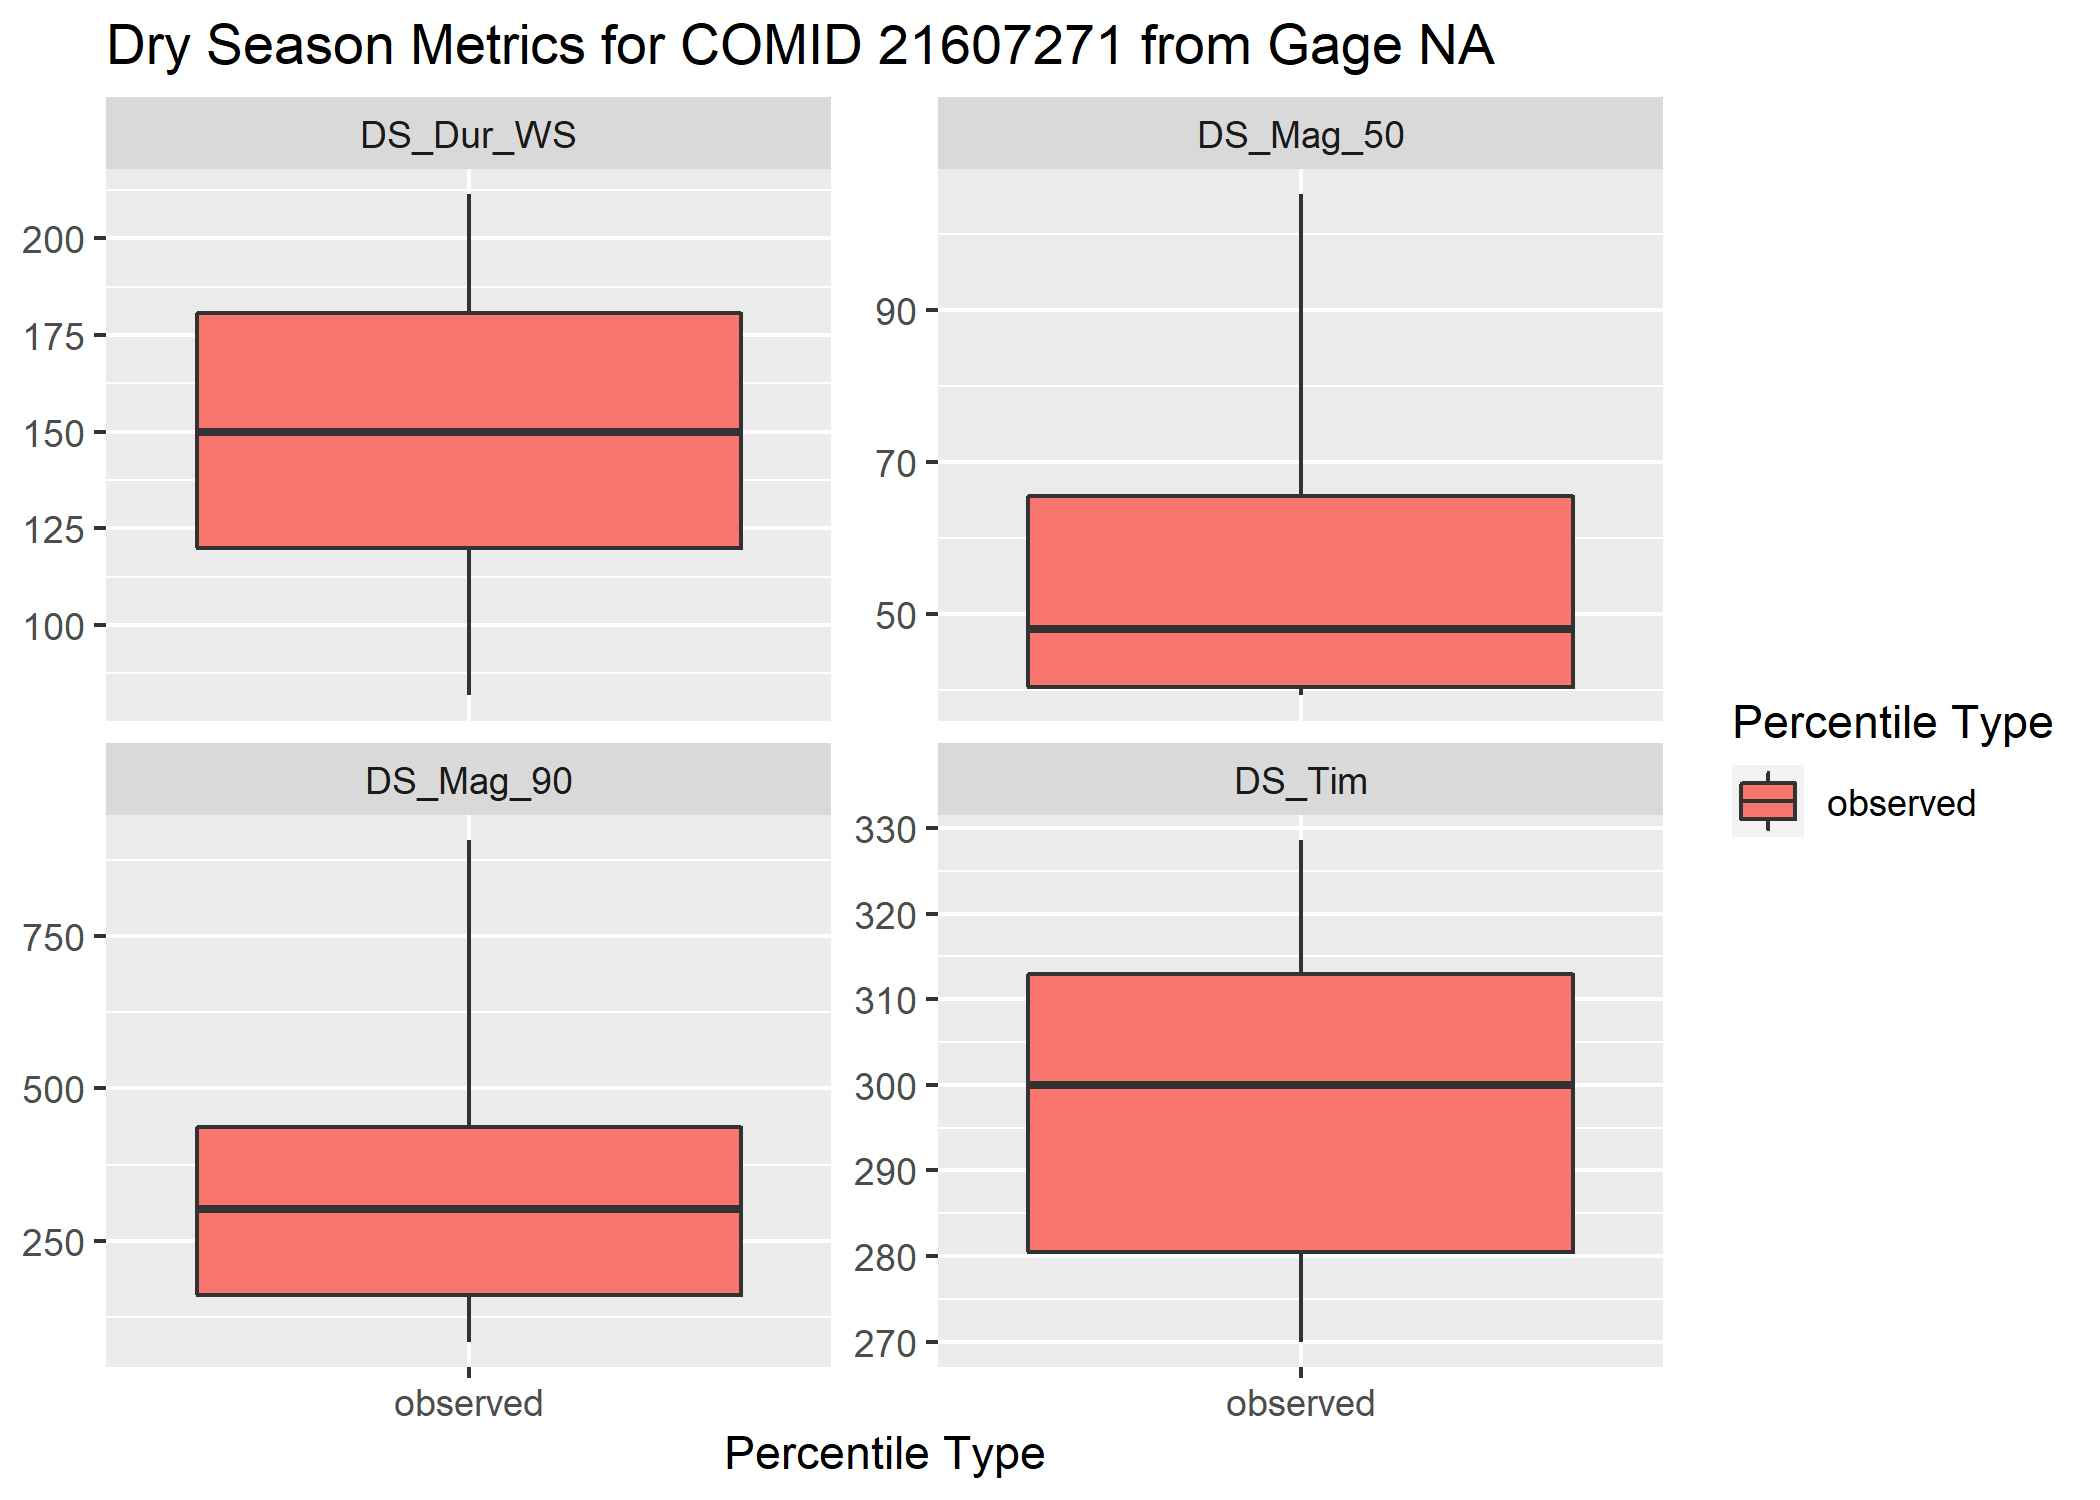 Dry Season Metrics for COMID 21607271 from Gage NA
DS_Dur_WS
200
175
150
125
100
DS_Mag_50
90
70
50
DS_Mag_90
750
500
250
observed
DS_Tim
330
320
310
300
290
280
270
observed
Percentile Type
Percentile Type
observed